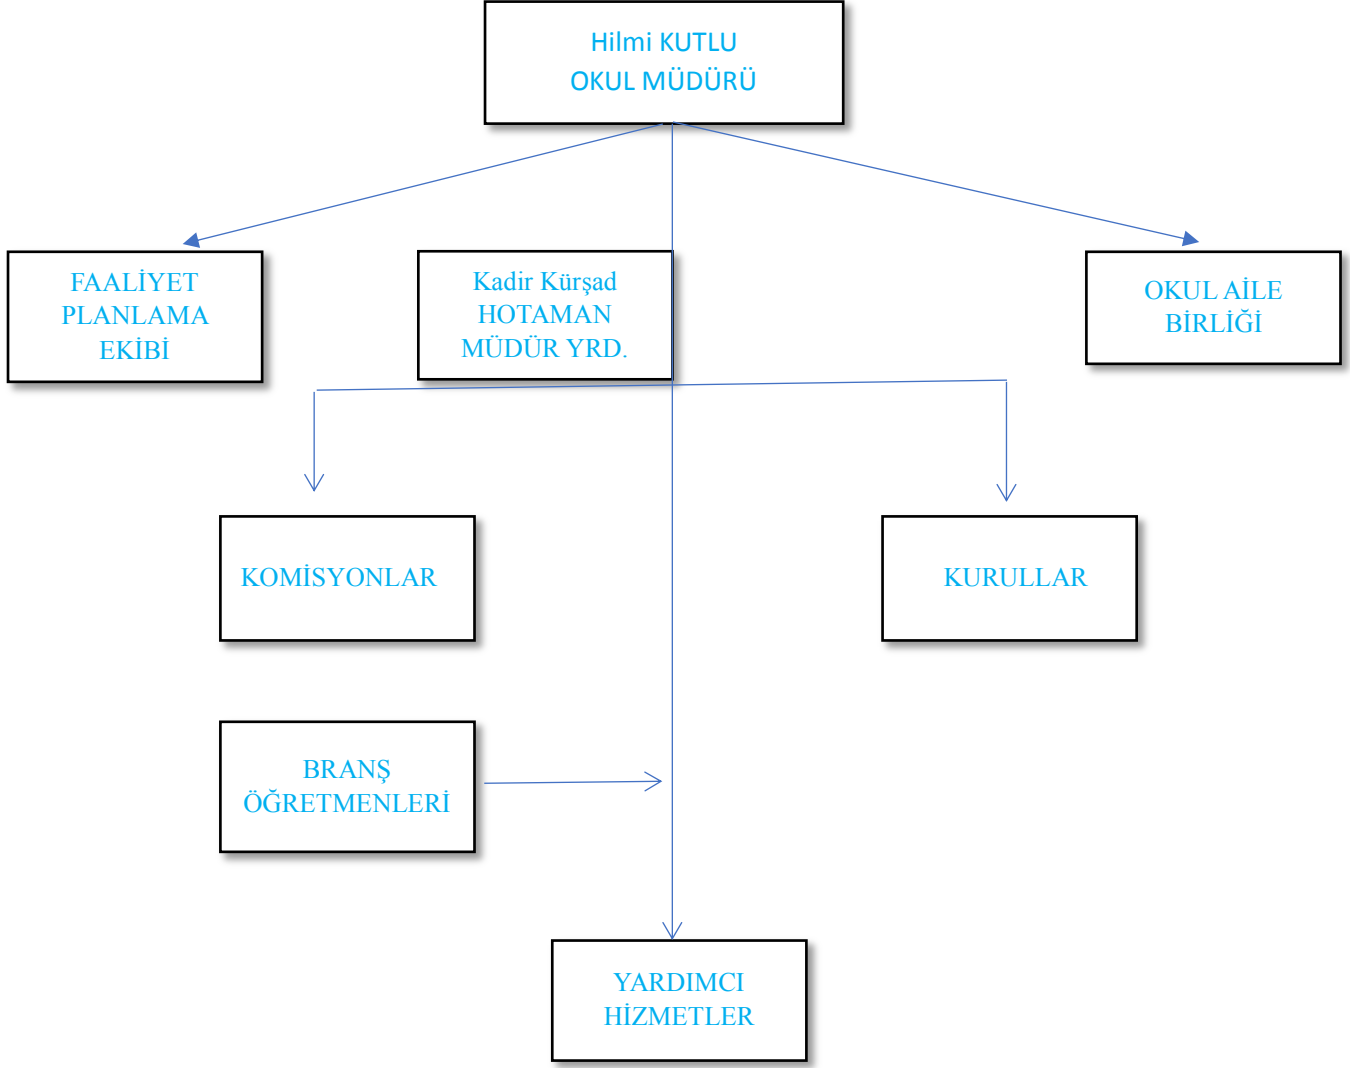 Hilmi KUTLU
OKUL MÜDÜRÜ
FAALİYET
PLANLAMA
EKİBİ
Kadir Kürşad
HOTAMAN
MÜDÜR YRD.
OKUL AİLE
BİRLİĞİ
KOMİSYONLAR
KURULLAR
BRANŞ
ÖĞRETMENLERİ
YARDIMCI
HİZMETLER